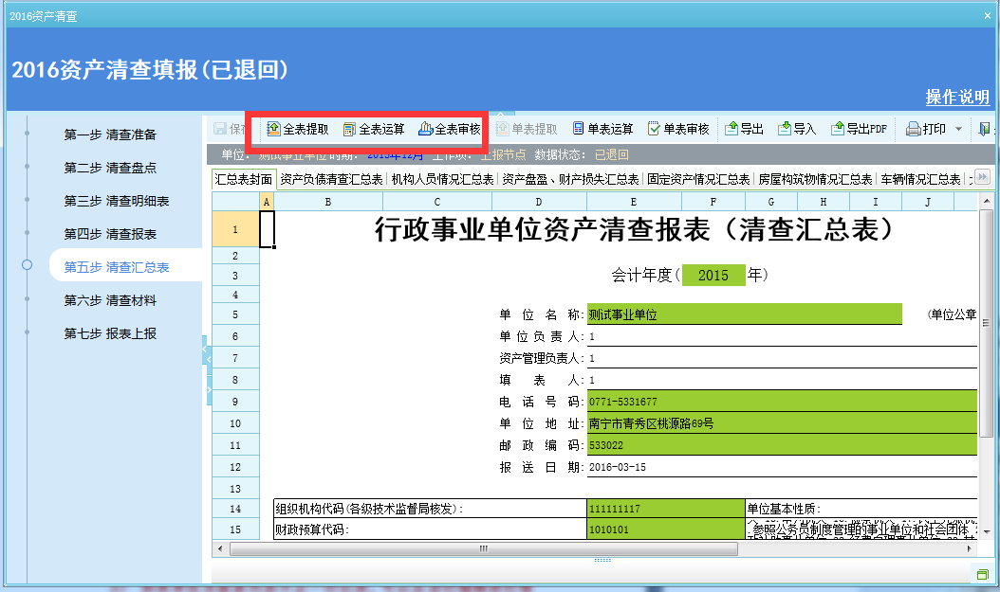 2016资产清查
2016资产清查填报(已退回)
操作说明
第一步 清查准备
第二步 清查盘点
第三步 清查明细表
第四步 清查报表
第五步 清查汇总表
第六步 清查材料
第七步 报表上报
全表提取 全表运算 全表审核 单表提取 单表运算 单表审核 导出 导入 导出PDF 打印
单位: 测试事业单位 时期: 2015年12月 工作项: 上报节点 数据状态: 已退回
汇总表封面 资产负债清查汇总表 机构人员情况汇总表 资产盘盈、财产损失汇总表 固定资产情况汇总表 房屋构筑物情况汇总表 车辆情况汇总表
A B C D E F G H I J
1 行政事业单位资产清查报表（清查汇总表）
2
3 会计年度( 2015 年)
4
5 单 位 名 称: 测试事业单位 (单位公章
6 单 位 负 责 人: 1
7 资产管理负责人: 1
8 填 表 人: 1
9 电 话 号 码: 0771-5331677
10 单 位 地 址: 南宁市青秀区桃源路69号
11 邮 政 编 码: 533022
12 报 送 日 期: 2016-03-15
13
14 组织机构代码(各级技术监督局核发): 111111117 单位基本性质:
15 财政预算代码: 1010101 参照公务员制度管理的事业单位和社会团体